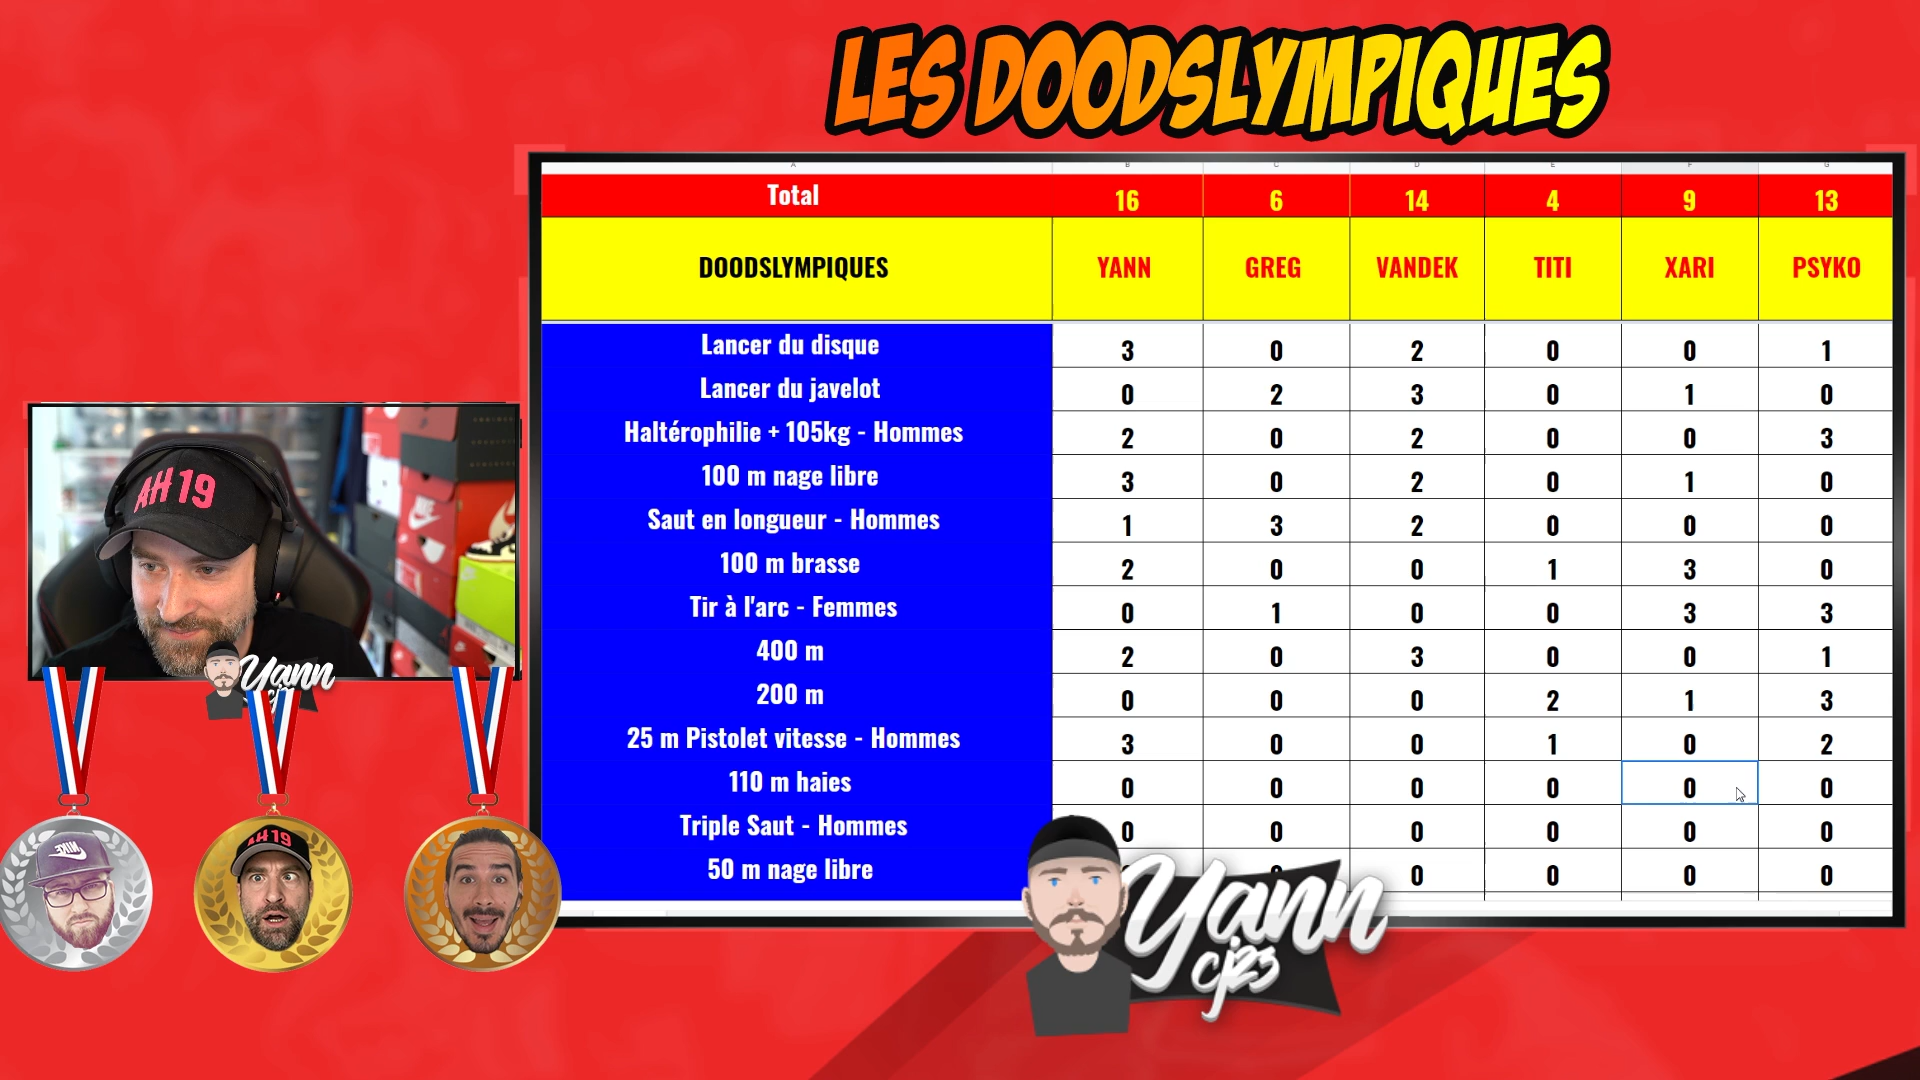 LES DOODSLYMPIQUES
A B C D E F G
Total 16 6 14 4 9 13
DOODSLYMPIQUES YANN GREG VANDEK TITI XARI PSYKO
Lancer du disque 3 0 2 0 0 1
Lancer du javelot 0 2 3 0 1 0
Haltérophilie + 105kg - Hommes 2 0 2 0 0 3
100 m nage libre 3 0 2 0 1 0
Saut en longueur - Hommes 1 3 2 0 0 0
100 m brasse 2 0 0 1 3 0
Tir à l'arc - Femmes 0 1 0 0 3 3
400 m 2 0 3 0 0 1
200 m 0 0 0 2 1 3
25 m Pistolet vitesse - Hommes 3 0 0 1 0 2
110 m haies 0 0 0 0 0 0
Triple Saut - Hommes 0 0 0 0 0 0
50 m nage libre 0 0 0 0
AH 19
Yann
NIKE
AH 19
Yann
cj23